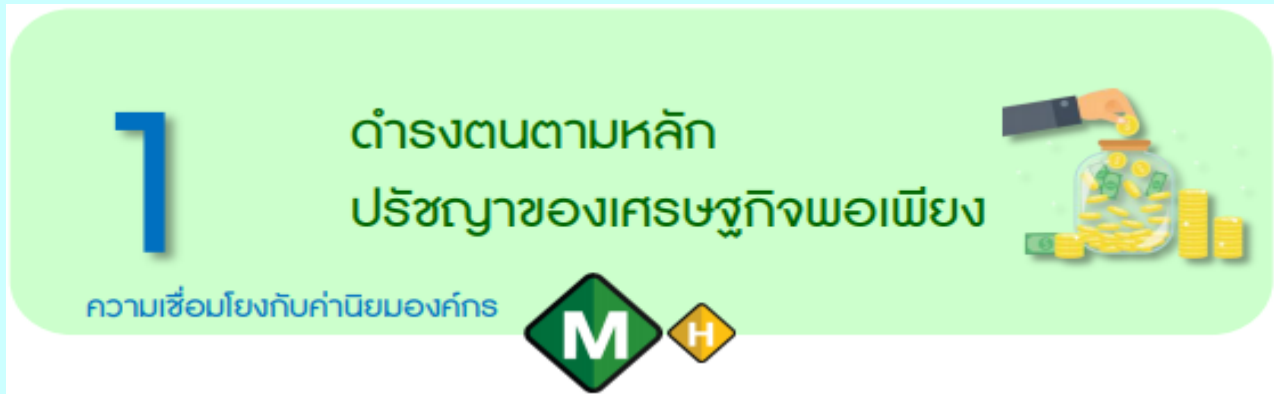 1
ดำรงตนตามหลัก
ปรัชญาของเศรษฐกิจพอเพียง
ความเชื่อมโยงกับค่านิยมองค์กร
M H